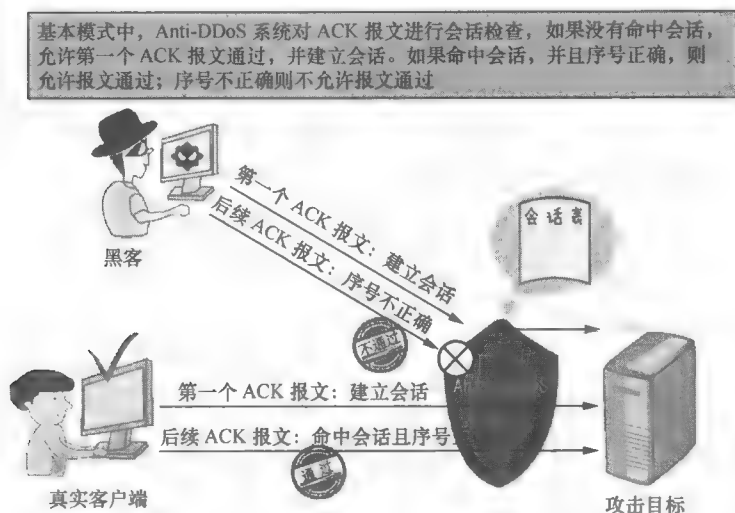 基本模式中，Anti-DDoS 系统对 ACK 报文进行会话检查，如果没有命中会话，
允许第一个 ACK 报文通过，并建立会话。如果命中会话，并且序号正确，则
允许报文通过；序号不正确则不允许报文通过
会话表
第一个 ACK 报文：建立会话
后续 ACK 报文：序号不正确
黑客
不通过
第一个 ACK 报文：建立会话
后续 ACK 报文：命中会话且序号
通过
真实客户端
攻击目标